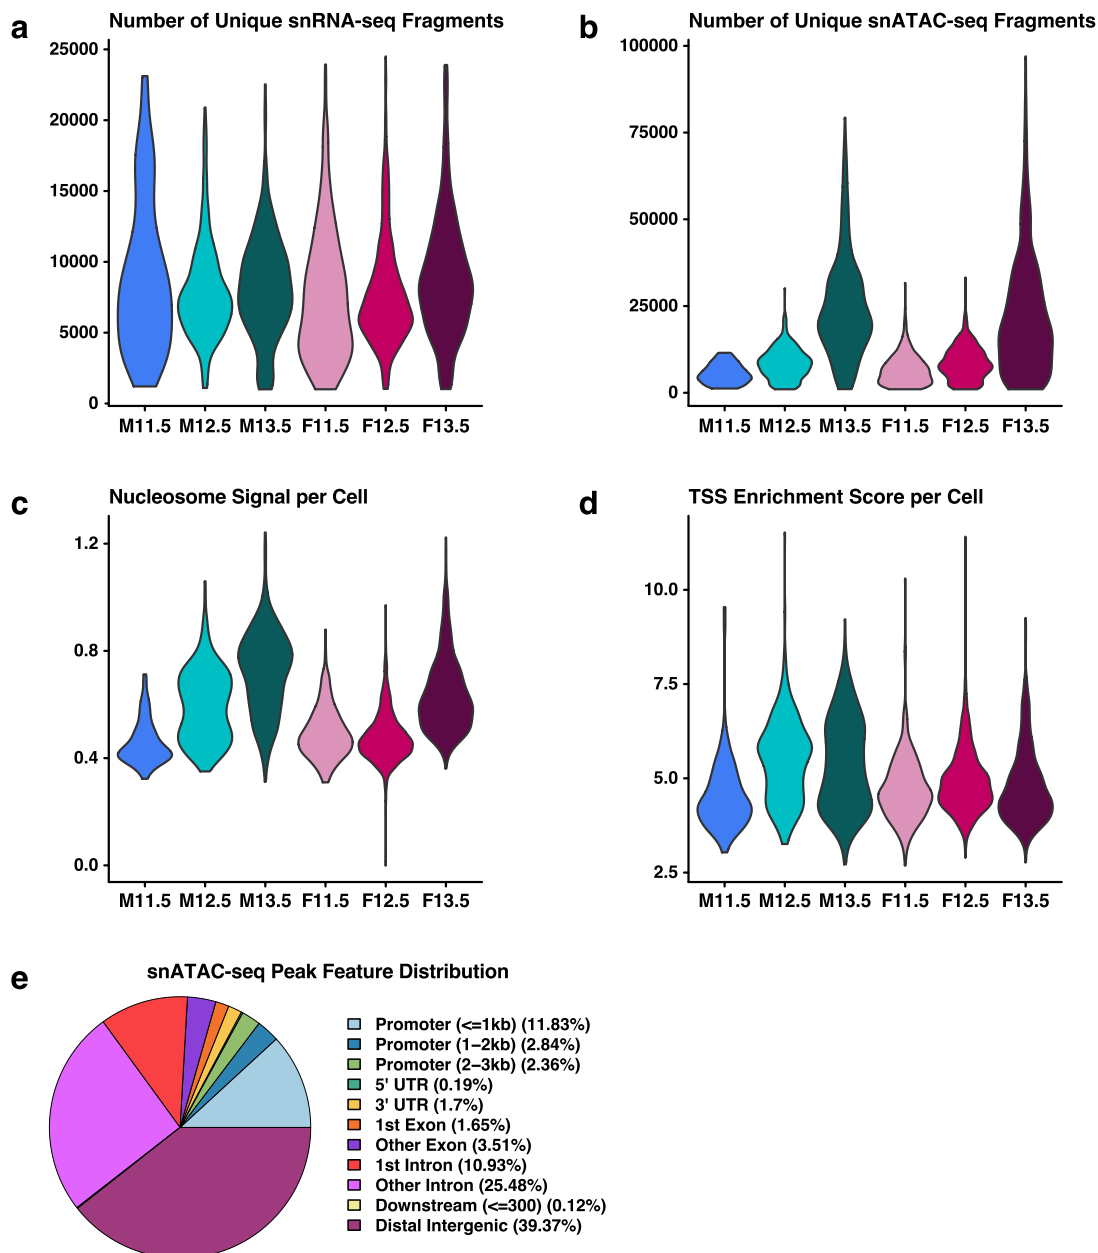 a
Number of Unique snRNA-seq Fragments
25000
20000
15000
10000
5000
0
M11.5 M12.5 M13.5 F11.5 F12.5 F13.5
b
Number of Unique snATAC-seq Fragments
100000
75000
50000
25000
0
M11.5 M12.5 M13.5 F11.5 F12.5 F13.5
c
Nucleosome Signal per Cell
1.2
0.8
0.4
0.0
M11.5 M12.5 M13.5 F11.5 F12.5 F13.5
d
TSS Enrichment Score per Cell
10.0
7.5
5.0
2.5
M11.5 M12.5 M13.5 F11.5 F12.5 F13.5
e
snATAC-seq Peak Feature Distribution
Promoter (<=1kb) (11.83%)
Promoter (1−2kb) (2.84%)
Promoter (2−3kb) (2.36%)
5' UTR (0.19%)
3' UTR (1.7%)
1st Exon (1.65%)
Other Exon (3.51%)
1st Intron (10.93%)
Other Intron (25.48%)
Downstream (<=300) (0.12%)
Distal Intergenic (39.37%)